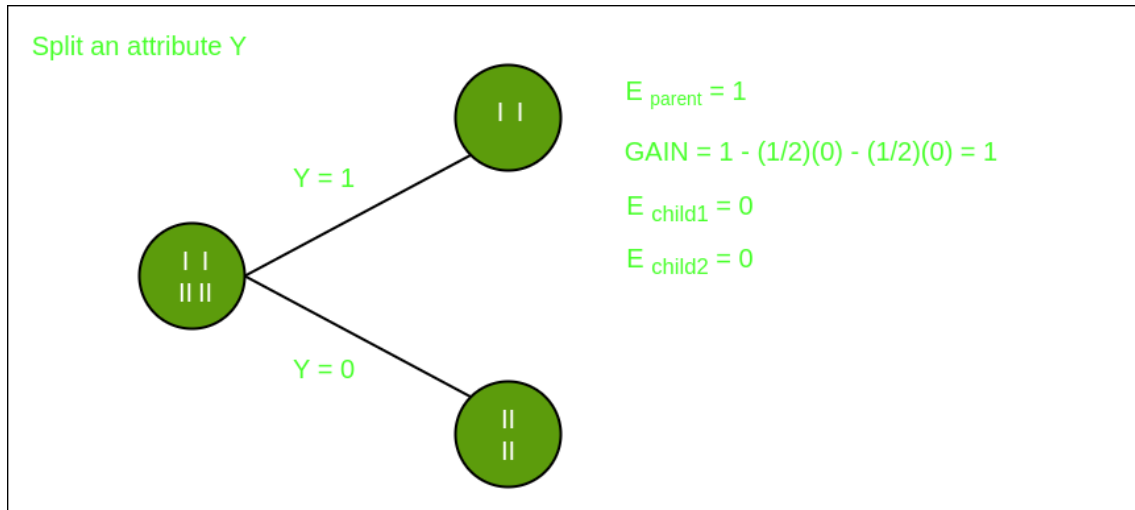 Split an attribute Y
E parent = 1
GAIN = 1 - (1/2)(0) - (1/2)(0) = 1
E child1 = 0
E child2 = 0
I I
Y = 1
I I
II II
Y = 0
II
II